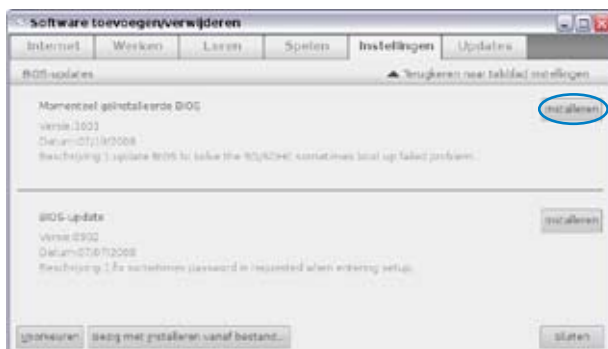 Software toevoegen/verwijderen
Internet Werken Leren Spelen Instellingen Updates
BIOS-updates Terugkeren naar tabblad instellingen
Momenteel geïnstalleerde BIOS Installeren
Versie:1003
Datum:07/19/2008
Beschrijving:1 update BIOS to solve the SD/SDHC sometimes boot up failed problem.
BIOS-update Installeren
Versie:0902
Datum:07/07/2008
Beschrijving:1 fix sometimes password is requested when entering setup.
Voorkeuren Bezig met installeren vanaf bestand... Sluiten